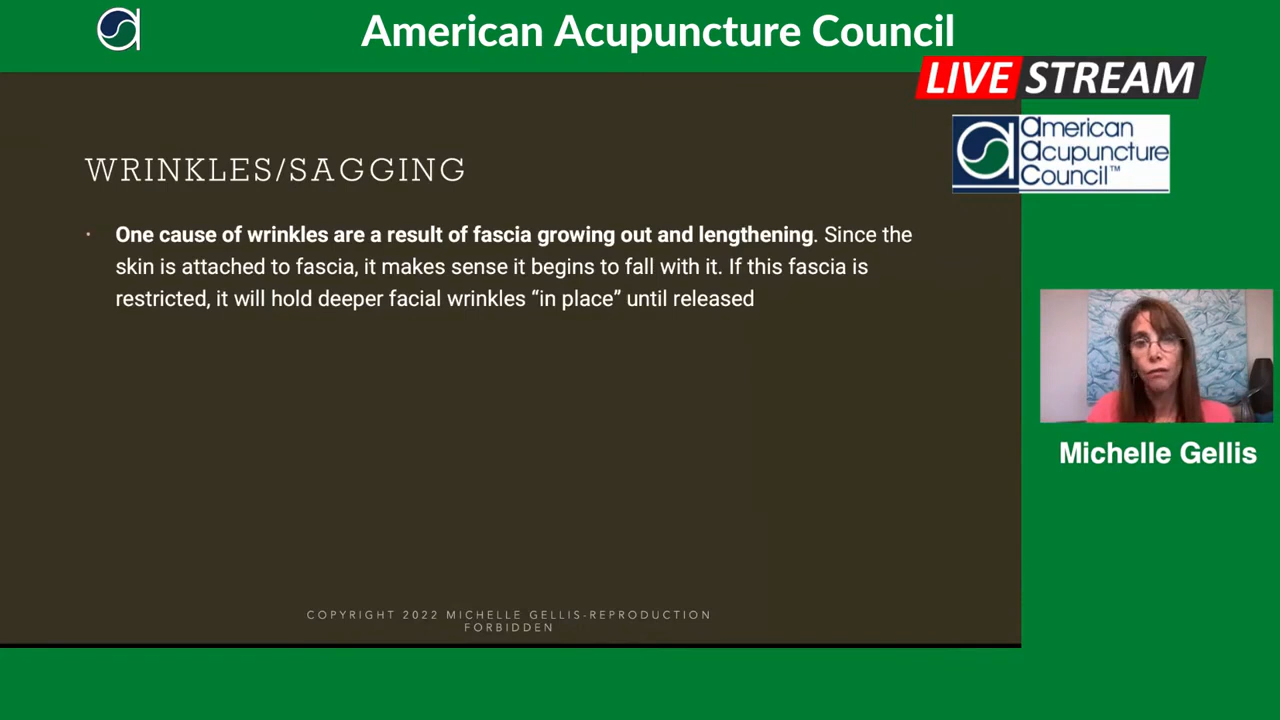 American Acupuncture Council
LIVE STREAM
american
acupuncture
Council™
WRINKLES/SAGGING
· One cause of wrinkles are a result of fascia growing out and lengthening. Since the
skin is attached to fascia, it makes sense it begins to fall with it. If this fascia is
restricted, it will hold deeper facial wrinkles “in place” until released
Michelle Gellis
COPYRIGHT 2022 MICHELLE GELLIS-REPRODUCTION
FORBIDDEN